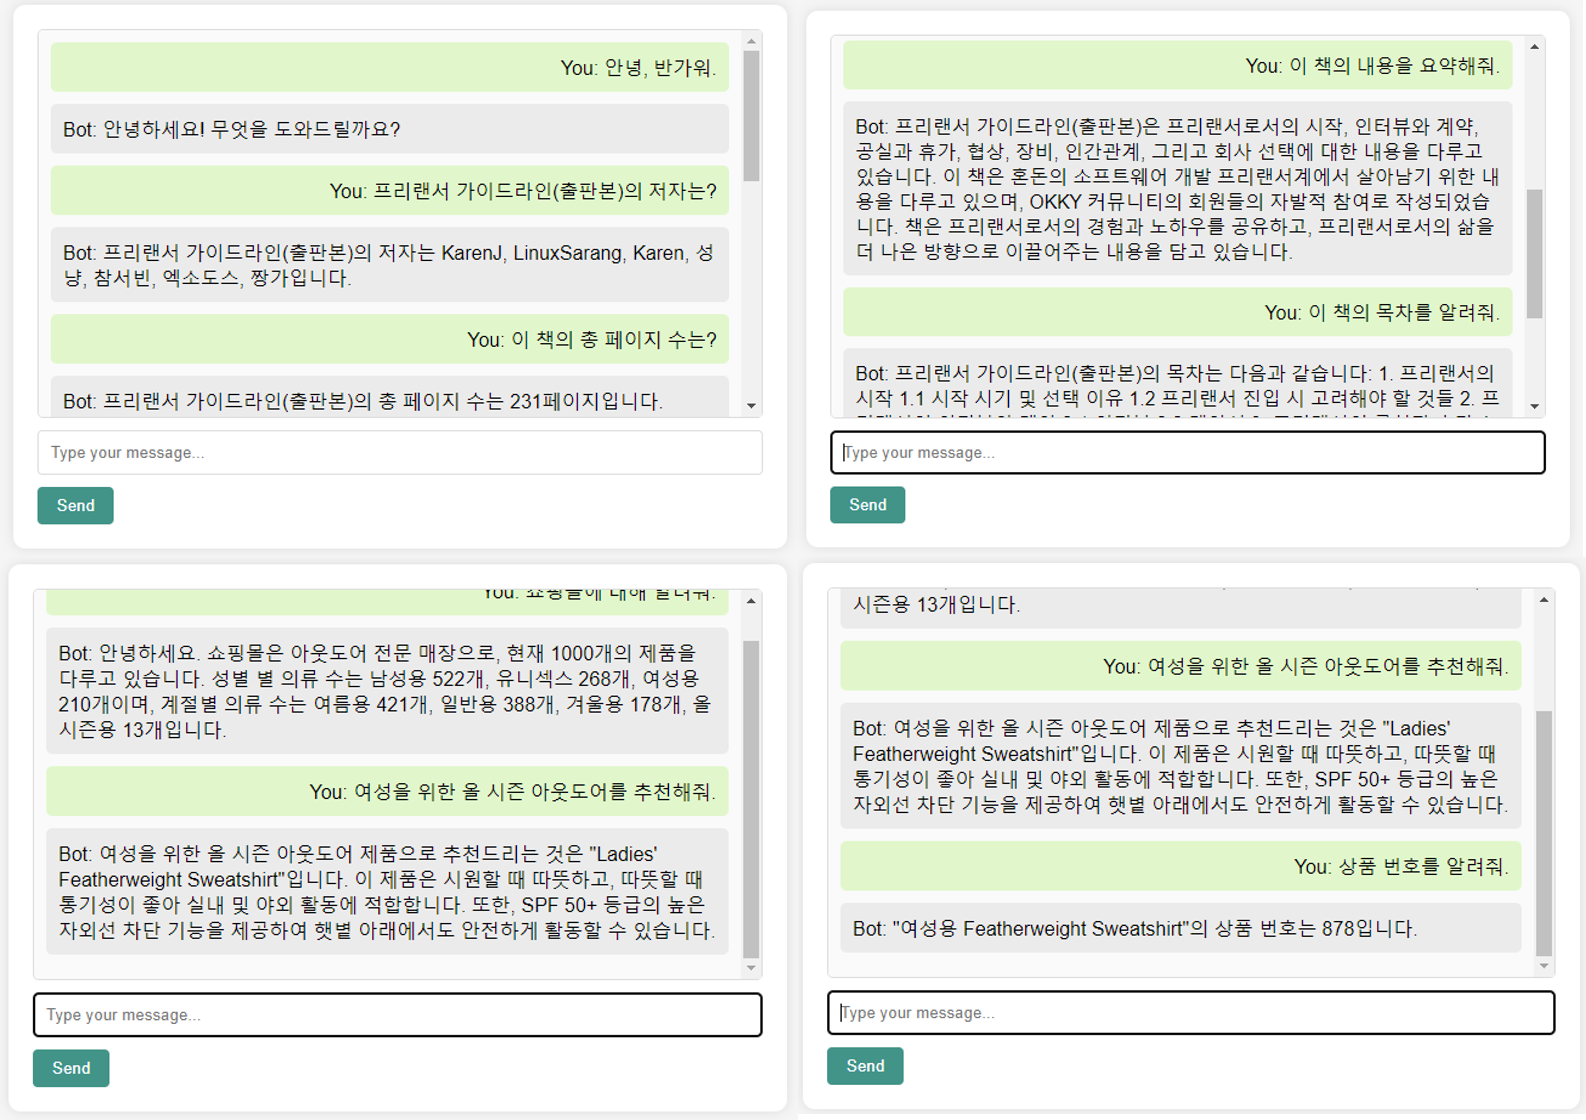 You: 안녕, 반가워.
Bot: 안녕하세요! 무엇을 도와드릴까요?
You: 프리랜서 가이드라인(출판본)의 저자는?
Bot: 프리랜서 가이드라인(출판본)의 저자는 KarenJ, LinuxSarang, Karen, 성
냥, 참서빈, 엑소도스, 짱가입니다.
You: 이 책의 총 페이지 수는?
Bot: 프리랜서 가이드라인(출판본)의 총 페이지 수는 231페이지입니다.
Type your message...
Send
You: 이 책의 내용을 요약해줘.
Bot: 프리랜서 가이드라인(출판본)은 프리랜서로서의 시작, 인터뷰와 계약,
공실과 휴가, 협상, 장비, 인간관계, 그리고 회사 선택에 대한 내용을 다루고
있습니다. 이 책은 혼돈의 소프트웨어 개발 프리랜서계에서 살아남기 위한 내
용을 다루고 있으며, OKKY 커뮤니티의 회원들의 자발적 참여로 작성되었습
니다. 책은 프리랜서로서의 경험과 노하우를 공유하고, 프리랜서로서의 삶을
더 나은 방향으로 이끌어주는 내용을 담고 있습니다.
You: 이 책의 목차를 알려줘.
Bot: 프리랜서 가이드라인(출판본)의 목차는 다음과 같습니다: 1. 프리랜서의
시작 1.1 시작 시기 및 선택 이유 1.2 프리랜서 진입 시 고려해야 할 것들 2. 프
Type your message...
Send
You: 쇼핑몰에 대해 알려줘.
Bot: 안녕하세요. 쇼핑몰은 아웃도어 전문 매장으로, 현재 1000개의 제품을
다루고 있습니다. 성별 별 의류 수는 남성용 522개, 유니섹스 268개, 여성용
210개이며, 계절별 의류 수는 여름용 421개, 일반용 388개, 겨울용 178개, 올
시즌용 13개입니다.
You: 여성을 위한 올 시즌 아웃도어를 추천해줘.
Bot: 여성을 위한 올 시즌 아웃도어 제품으로 추천드리는 것은 "Ladies'
Featherweight Sweatshirt"입니다. 이 제품은 시원할 때 따뜻하고, 따뜻할 때
통기성이 좋아 실내 및 야외 활동에 적합합니다. 또한, SPF 50+ 등급의 높은
자외선 차단 기능을 제공하여 햇볕 아래에서도 안전하게 활동할 수 있습니다.
Type your message...
Send
시즌용 13개입니다.
You: 여성을 위한 올 시즌 아웃도어를 추천해줘.
Bot: 여성을 위한 올 시즌 아웃도어 제품으로 추천드리는 것은 "Ladies'
Featherweight Sweatshirt"입니다. 이 제품은 시원할 때 따뜻하고, 따뜻할 때
통기성이 좋아 실내 및 야외 활동에 적합합니다. 또한, SPF 50+ 등급의 높은
자외선 차단 기능을 제공하여 햇볕 아래에서도 안전하게 활동할 수 있습니다.
You: 상품 번호를 알려줘.
Bot: "여성용 Featherweight Sweatshirt"의 상품 번호는 878입니다.
Type your message...
Send